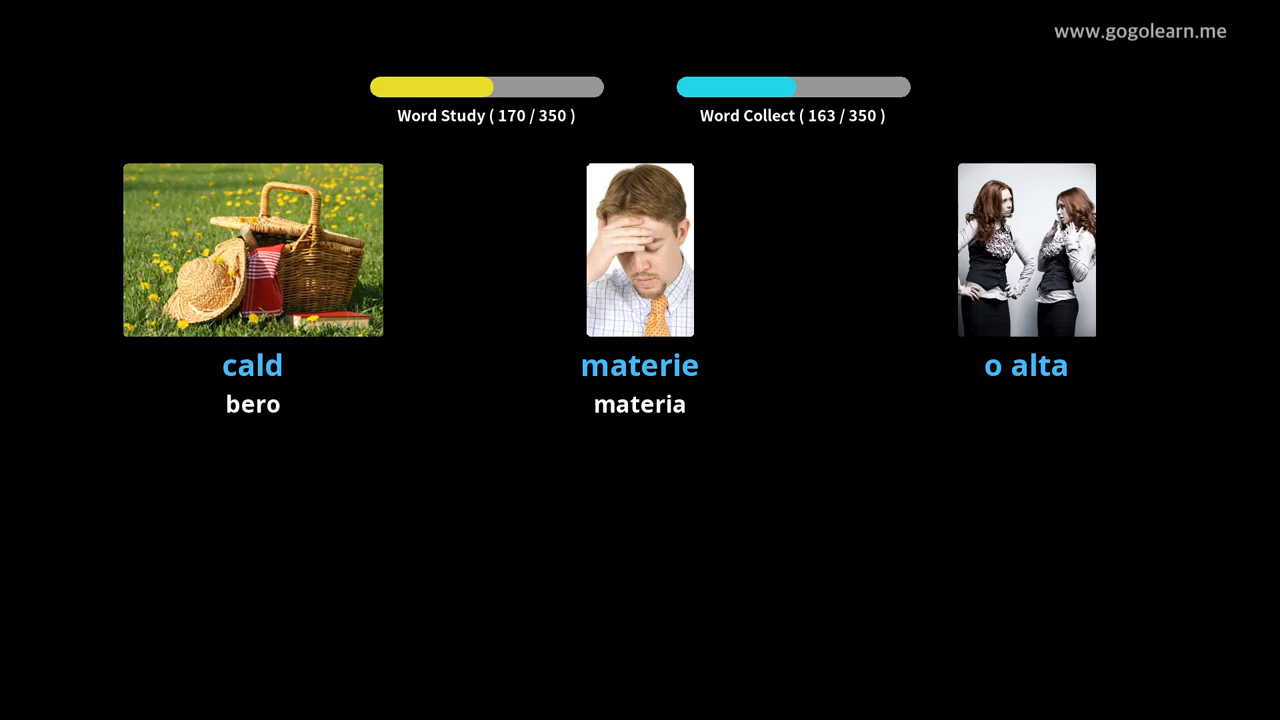 www.gogolearn.me
Word Study ( 170 / 350 )
Word Collect ( 163 / 350 )
cald
bero
materie
materia
o alta